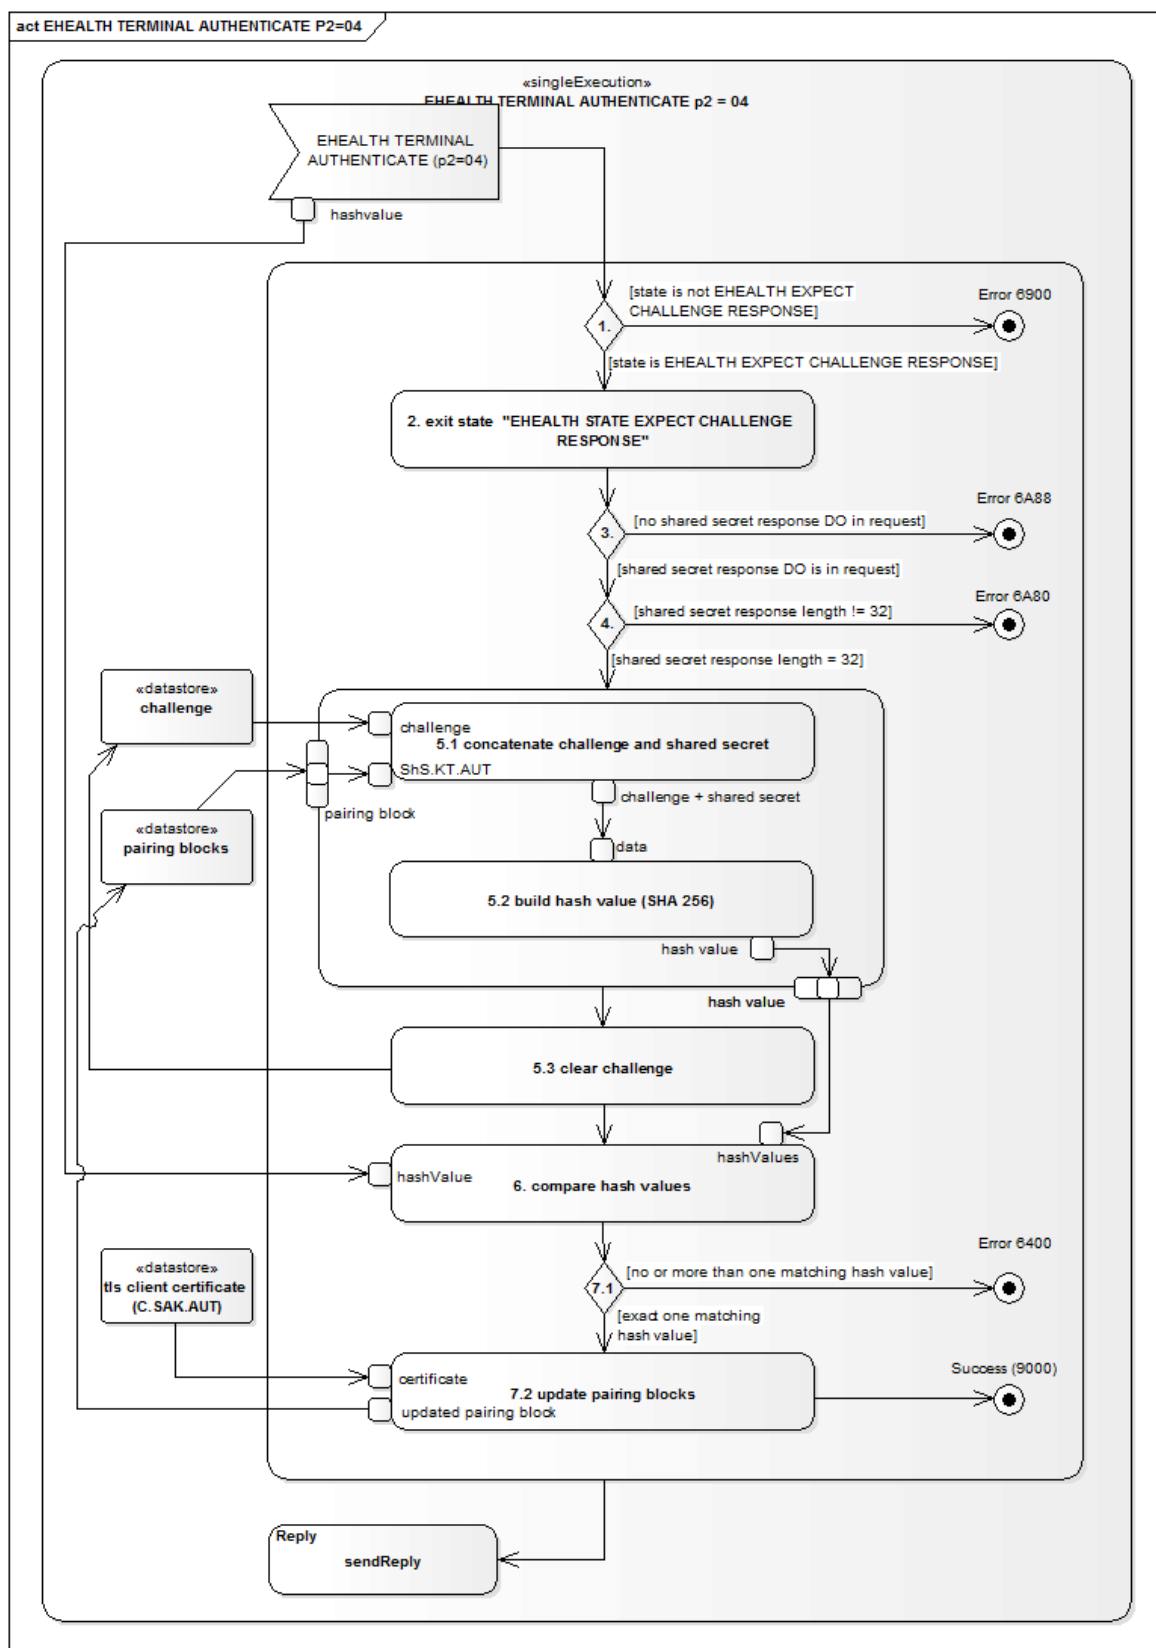 act EHEALTH TERMINAL AUTHENTICATE P2=04
«singleExecution»
EHEALTH TERMINAL AUTHENTICATE p2 = 04
EHEALTH TERMINAL
AUTHENTICATE (p2=04)
hashvalue
[state is not EHEALTH EXPECT
CHALLENGE RESPONSE]
Error 6900
1.
[state is EHEALTH EXPECT CHALLENGE RESPONSE]
2. exit state "EHEALTH STATE EXPECT CHALLENGE
RESPONSE"
Error 6A88
[no shared secret response DO in request]
3.
[shared secret response DO is in request]
Error 6A80
[shared secret response length != 32]
4.
[shared secret response length = 32]
«datastore»
challenge
challenge
5.1 concatenate challenge and shared secret
ShS.KT.AUT
challenge + shared secret
pairing block
«datastore»
pairing blocks
data
5.2 build hash value (SHA 256)
hash value
hash value
5.3 clear challenge
hashValues
hashValue
6. compare hash values
Error 6400
«datastore»
tls client certificate
(C.SAK.AUT)
[no or more than one matching hash value]
7.1
[exact one matching
hash value]
Success (9000)
certificate
7.2 update pairing blocks
updated pairing block
Reply
sendReply